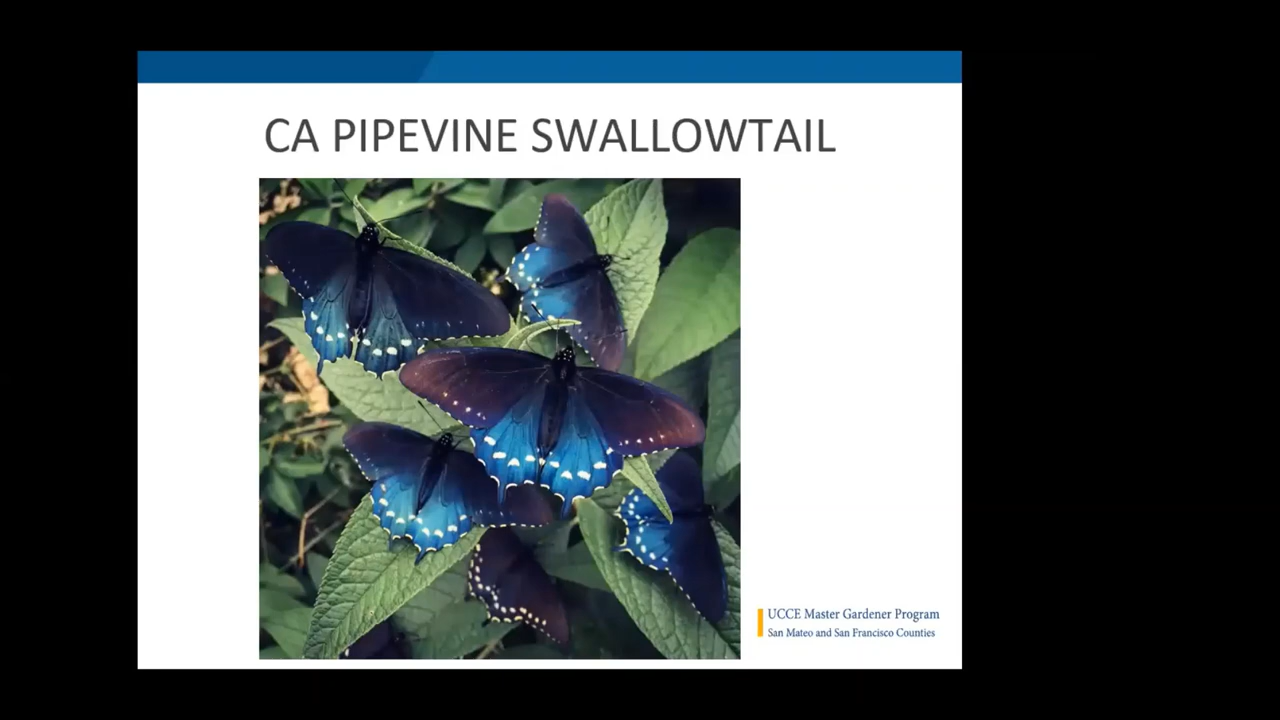 CA PIPEVINE SWALLOWTAIL
UCCE Master Gardener Program
San Mateo and San Francisco Counties